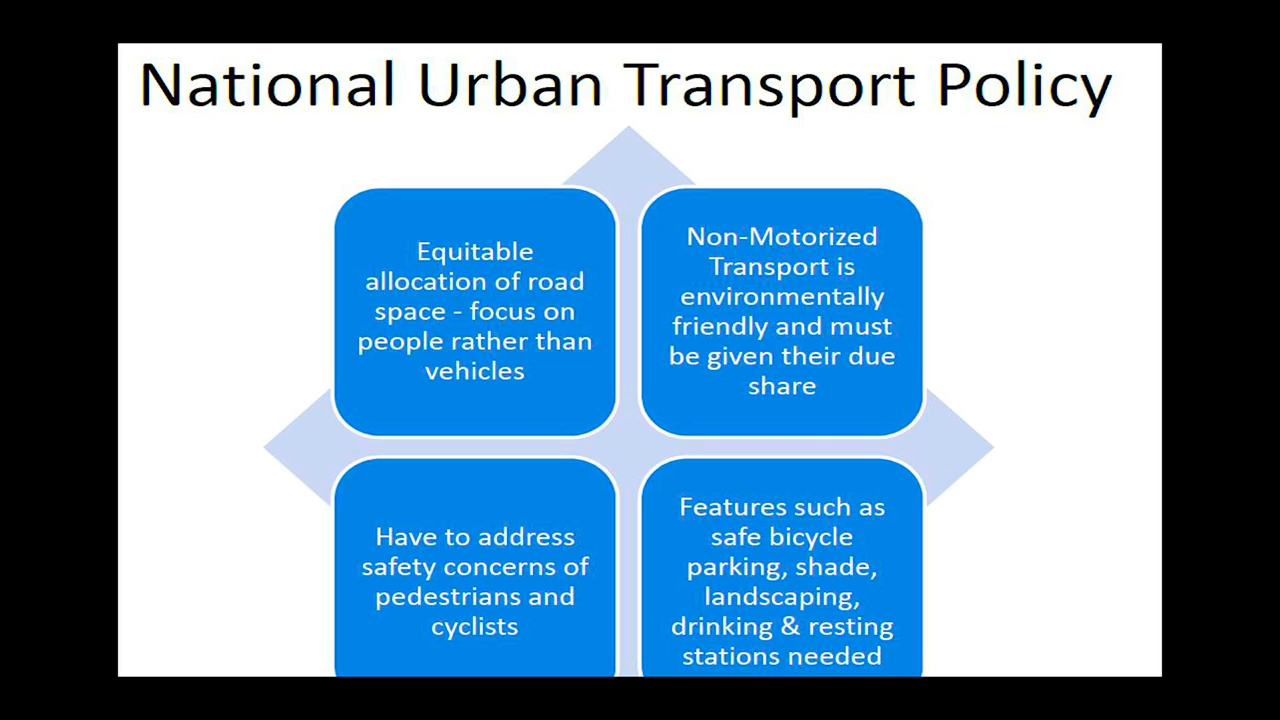 National Urban Transport Policy
Equitable
allocation of road
space - focus on
people rather than
vehicles
Non-Motorized
Transport is
environmentally
friendly and must
be given their due
share
Have to address
safety concerns of
pedestrians and
cyclists
Features such as
safe bicycle
parking, shade,
landscaping,
drinking & resting
stations needed